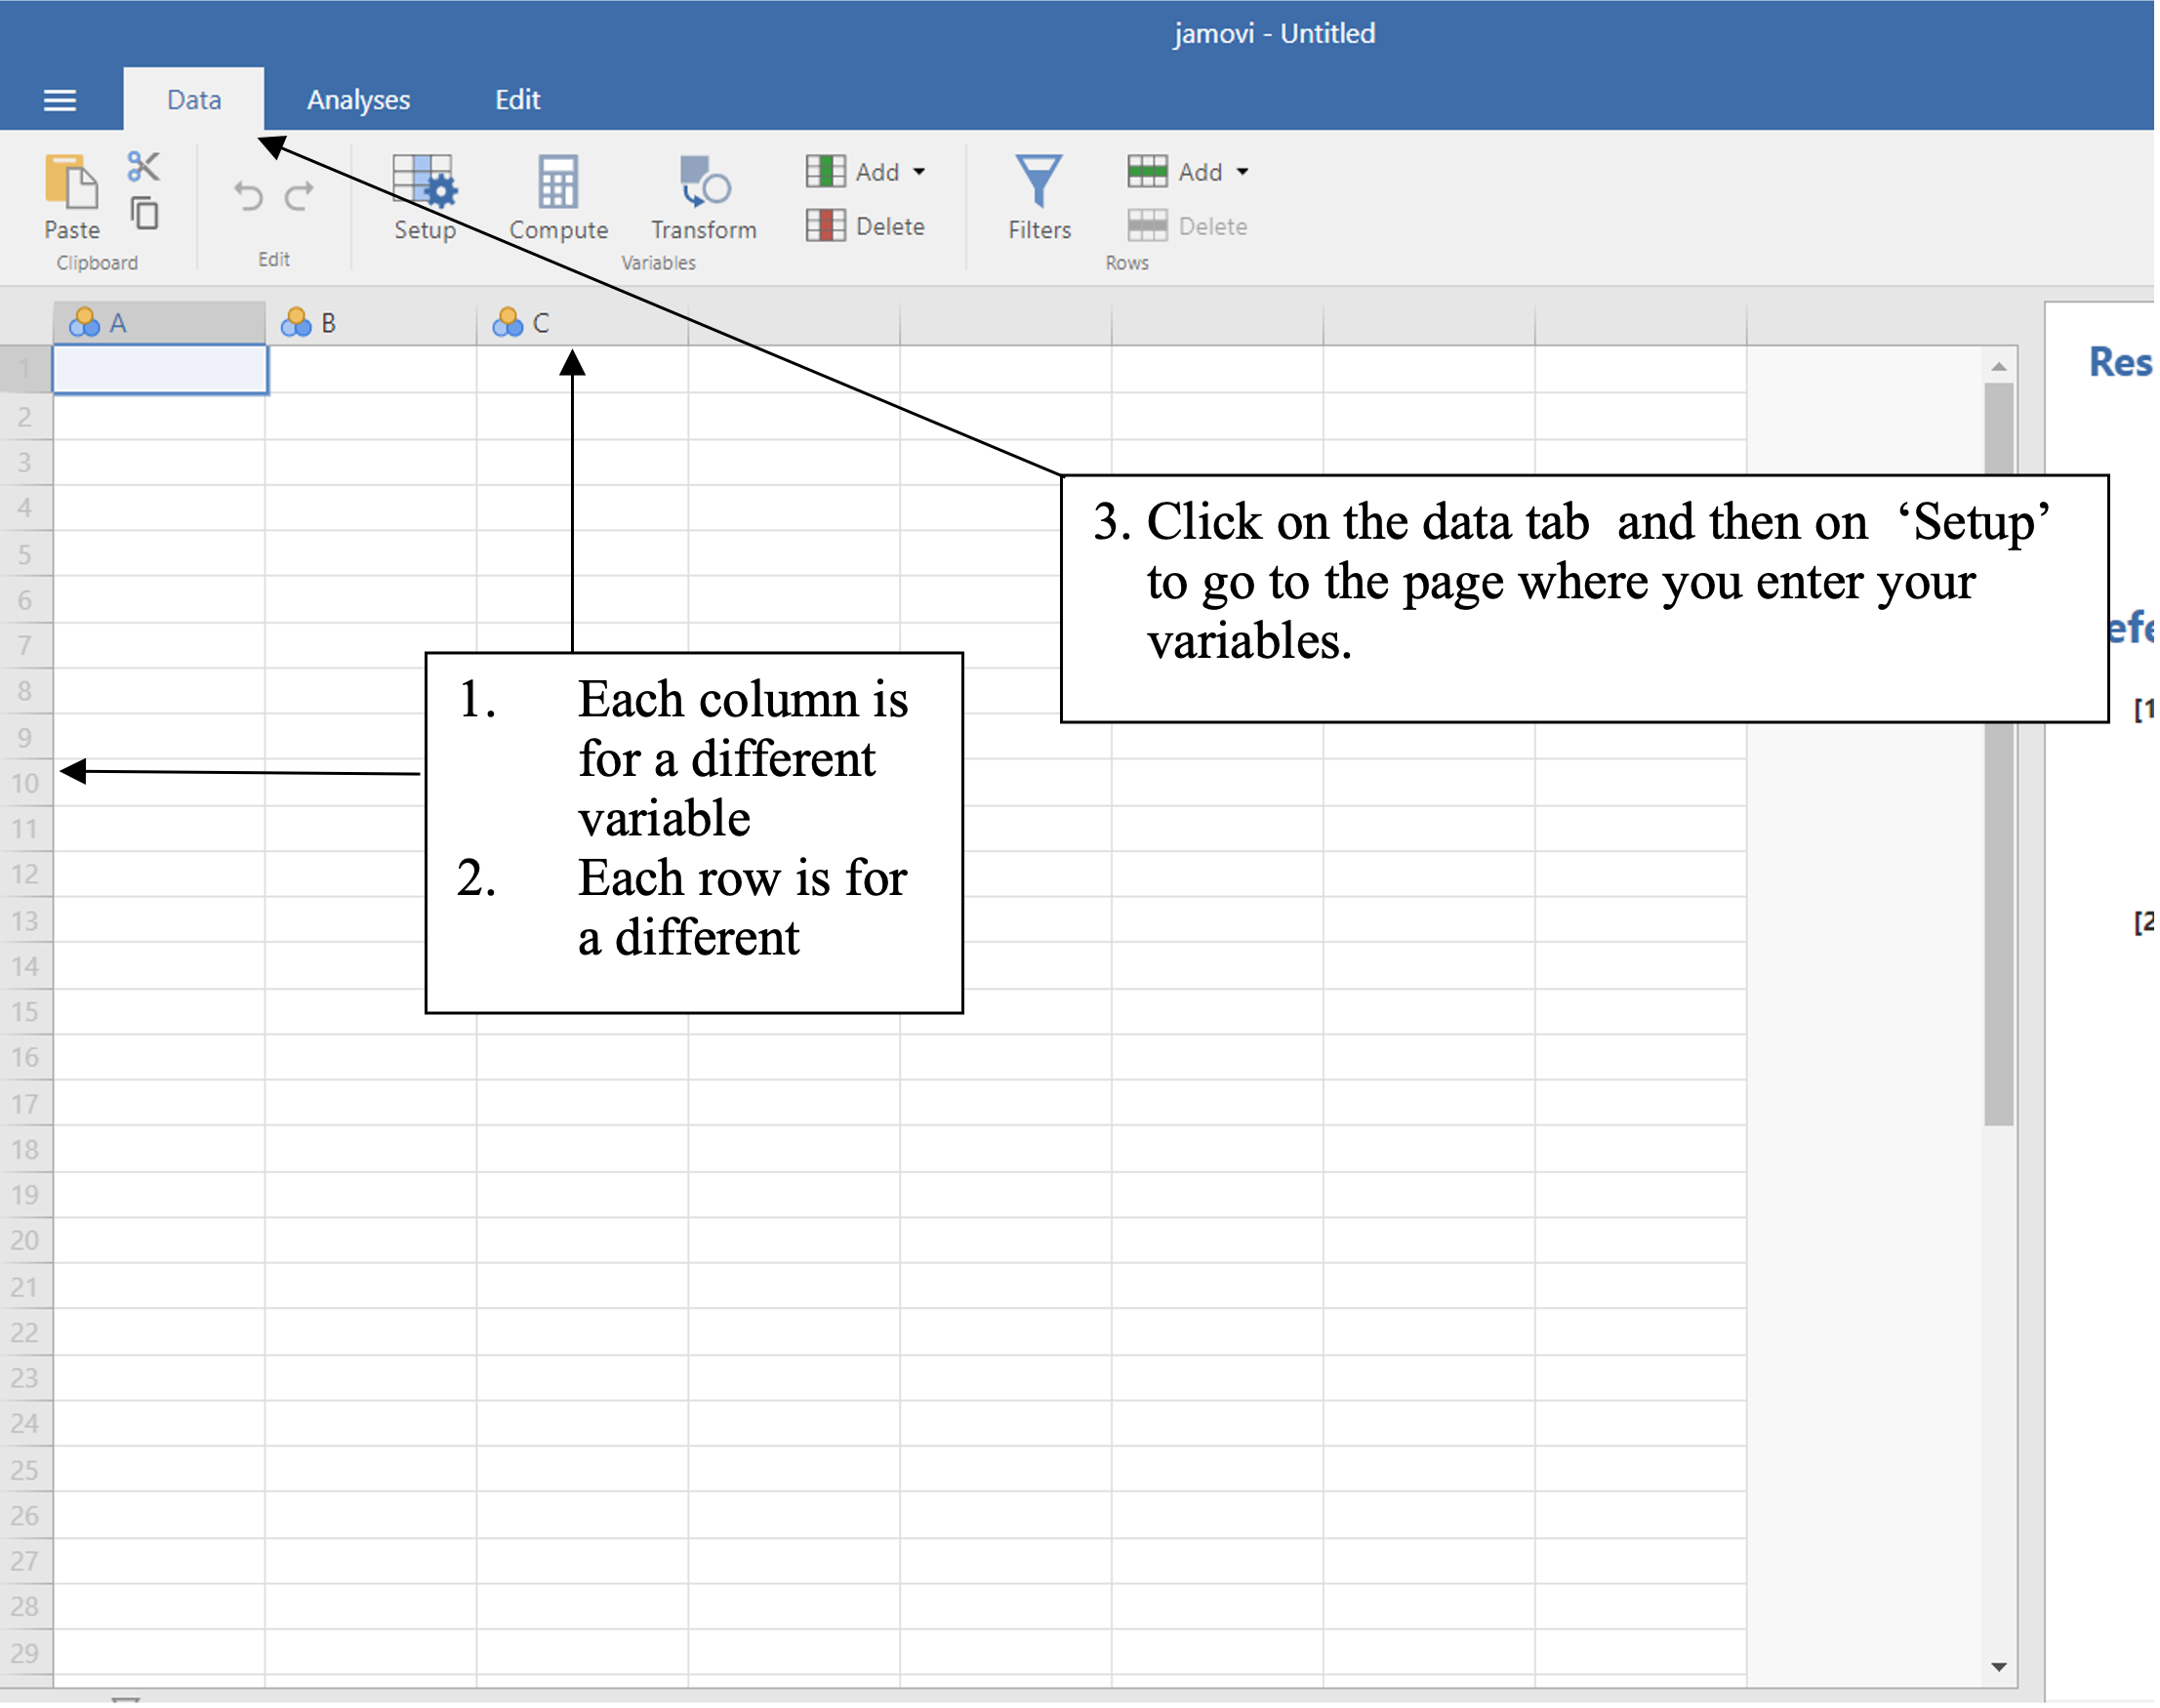 jamovi - Untitled
Data Analyses Edit
Paste
Clipboard
Edit
Setup Compute Transform
Add
Delete
Variables
Filters
Add
Delete
Rows
A B C
Res
1
2
3
4
5
6
7
8
9
10
11
12
13
14
15
16
17
18
19
20
21
22
23
24
25
26
27
28
29
3. Click on the data tab and then on ‘Setup’
to go to the page where you enter your
variables.
1. Each column is
for a different
variable
2. Each row is for
a different
efe
[1
[2